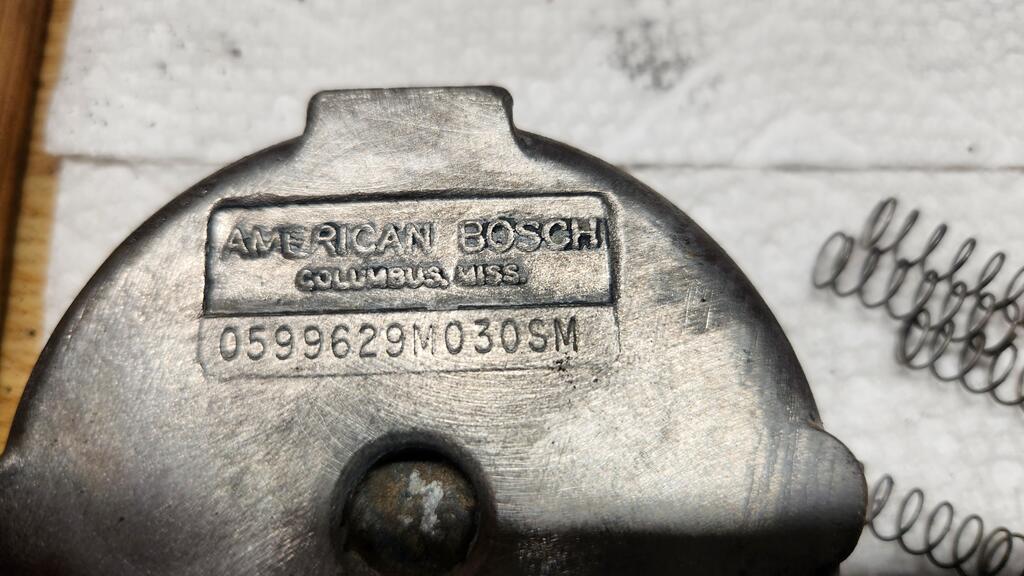 AMERICAN BOSCH
COLUMBUS, MISS.
0599629M030SM